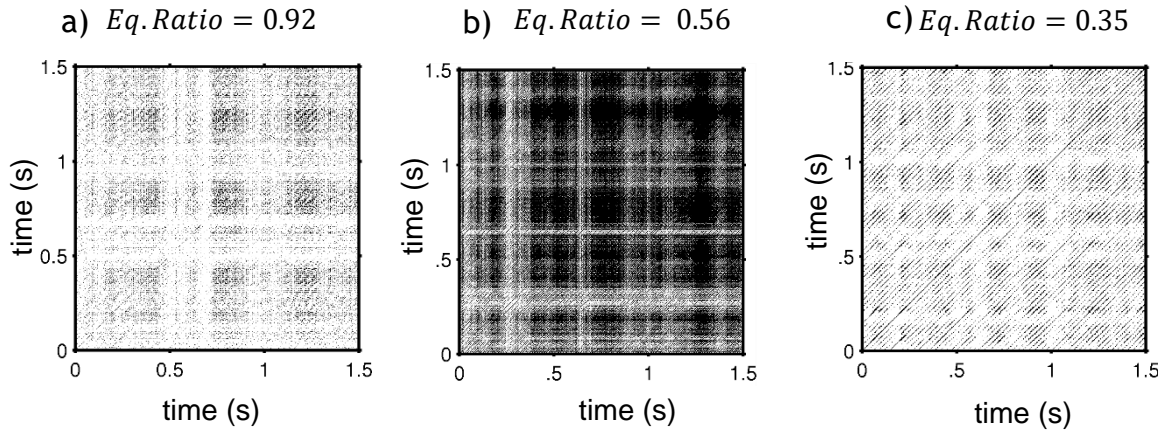 a) Eq. Ratio = 0.92
b) Eq. Ratio = 0.56
c) Eq. Ratio = 0.35
time (s)
1.5
1
0.5
0
0 0.5 1 1.5
time (s)
time (s)
1.5
1
.5
0
0 .5 1 1.5
time (s)
time (s)
1.5
1
0.5
0
0 0.5 1 1.5
time (s)